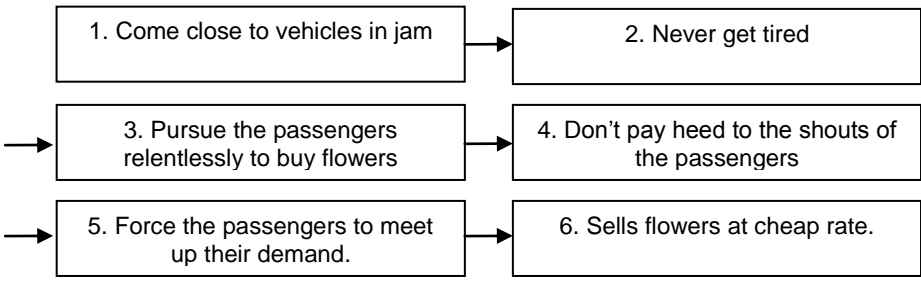 1. Come close to vehicles in jam
2. Never get tired
3. Pursue the passengers
relentlessly to buy flowers
4. Don’t pay heed to the shouts of
the passengers
5. Force the passengers to meet
up their demand.
6. Sells flowers at cheap rate.